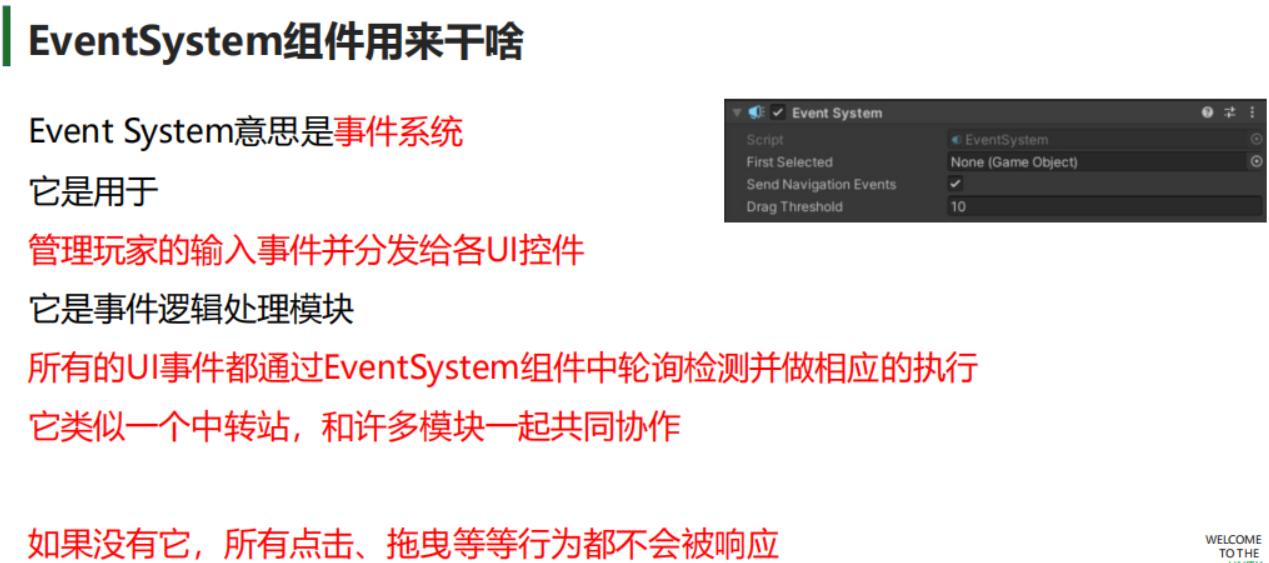 EventSystem组件用来干啥
Event System意思是事件系统
它是用于
管理玩家的输入事件并分发给各UI控件
它是事件逻辑处理模块
所有的UI事件都通过EventSystem组件中轮询检测并做相应的执行
它类似一个中转站，和许多模块一起共同协作
如果没有它，所有点击、拖曳等等行为都不会被响应
Event System
Script EventSystem
First Selected None (Game Object)
Send Navigation Events
Drag Threshold 10
WELCOME
TO THE